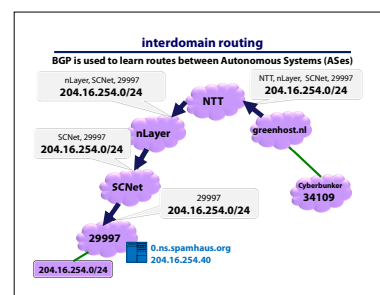 interdomain routing
BGP is used to learn routes between Autonomous Systems (ASes)
nLayer, SCNet, 29997
204.16.254.0/24
NTT, nLayer, SCNet, 29997
204.16.254.0/24
NTT
greenhost.nl
nLayer
SCNet, 29997
204.16.254.0/24
Cyberbunker
34109
SCNet
29997
204.16.254.0/24
29997
0.ns.spamhaus.org
204.16.254.40
204.16.254.0/24